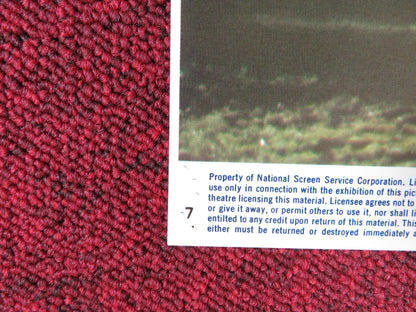 Property of National Screen Service Corporation. Li
use only in connection with the exhibition of this pic
theatre licensing this material. Licensee agrees not to
or give it away, or permit others to use it, nor shall li
entilted to any credit upon return of this material. This
either must be returned or destroyed immediately a
7